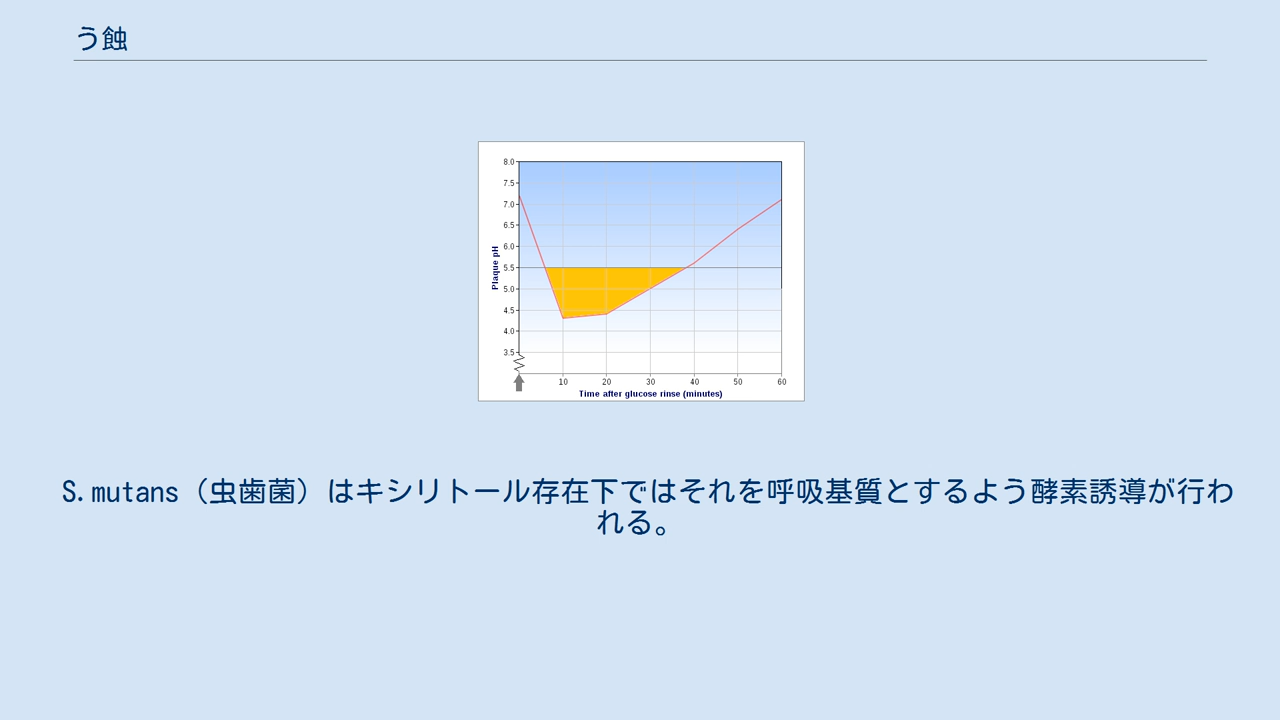 う蝕
8.0
7.5
7.0
6.5
6.0
5.5
5.0
4.5
4.0
3.5
Plaque pH
10 20 30 40 50 60
Time after glucose rinse (minutes)
S.mutans（虫歯菌）はキシリトール存在下ではそれを呼吸基質とするよう酵素誘導が行わ
れる。